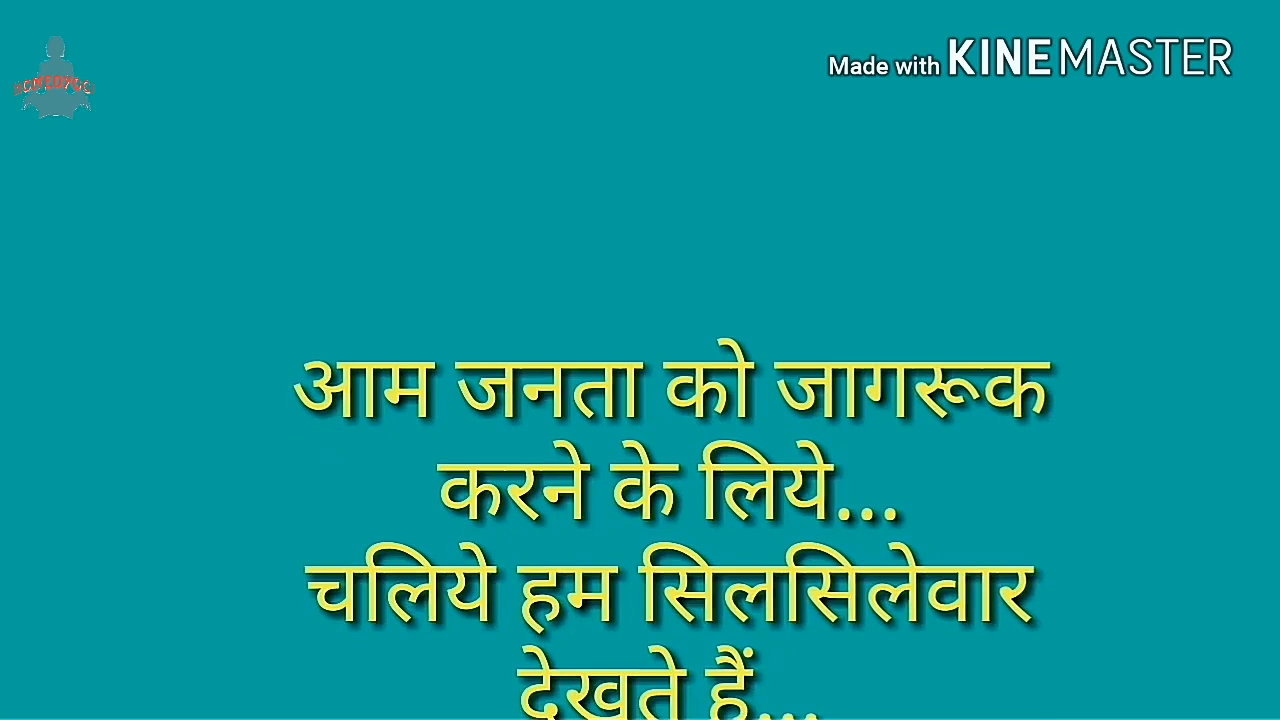 Made with KINEMASTER
आम जनता को जागरूक
करने के लिये...
चलिये हम सिलसिलेवार
देखते हैं...